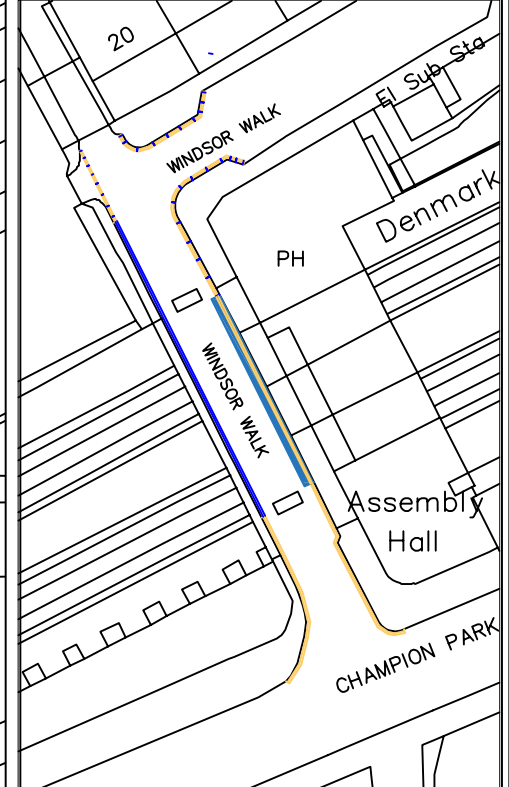 20
El Sub Sta
WINDSOR WALK
Denmark
PH
WINDSOR WALK
Assembly
Hall
CHAMPION PARK